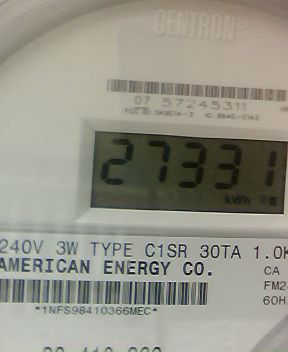 CENTRON®
07 57245311
27331
kWh
240V 3W TYPE C1SR 30TA 1.0K
AMERICAN ENERGY CO.
CA
FM2
60H
*1NFS98410366MEC*